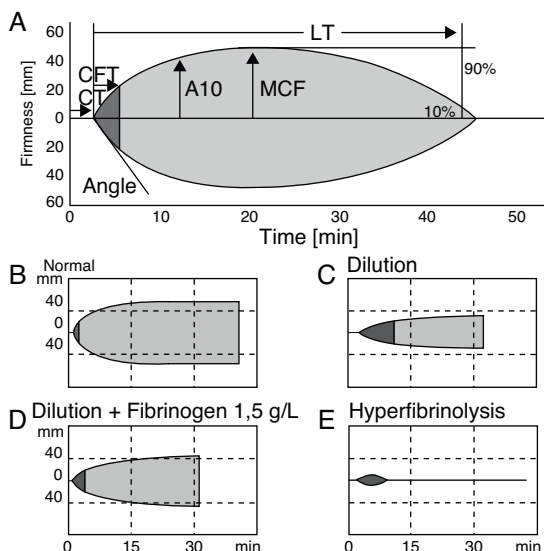 A
LT
60
40
20
0
20
40
60
Firmness [mm]
CFT
CT
A10
MCF
90%
10%
Angle
0
10
20
30
40
50
Time [min]
B
Normal
mm
40
0
40
C
Dilution
D
Dilution + Fibrinogen 1,5 g/L
mm
40
0
40
0
15
30
min
E
Hyperfibrinolysis
0
15
30
min